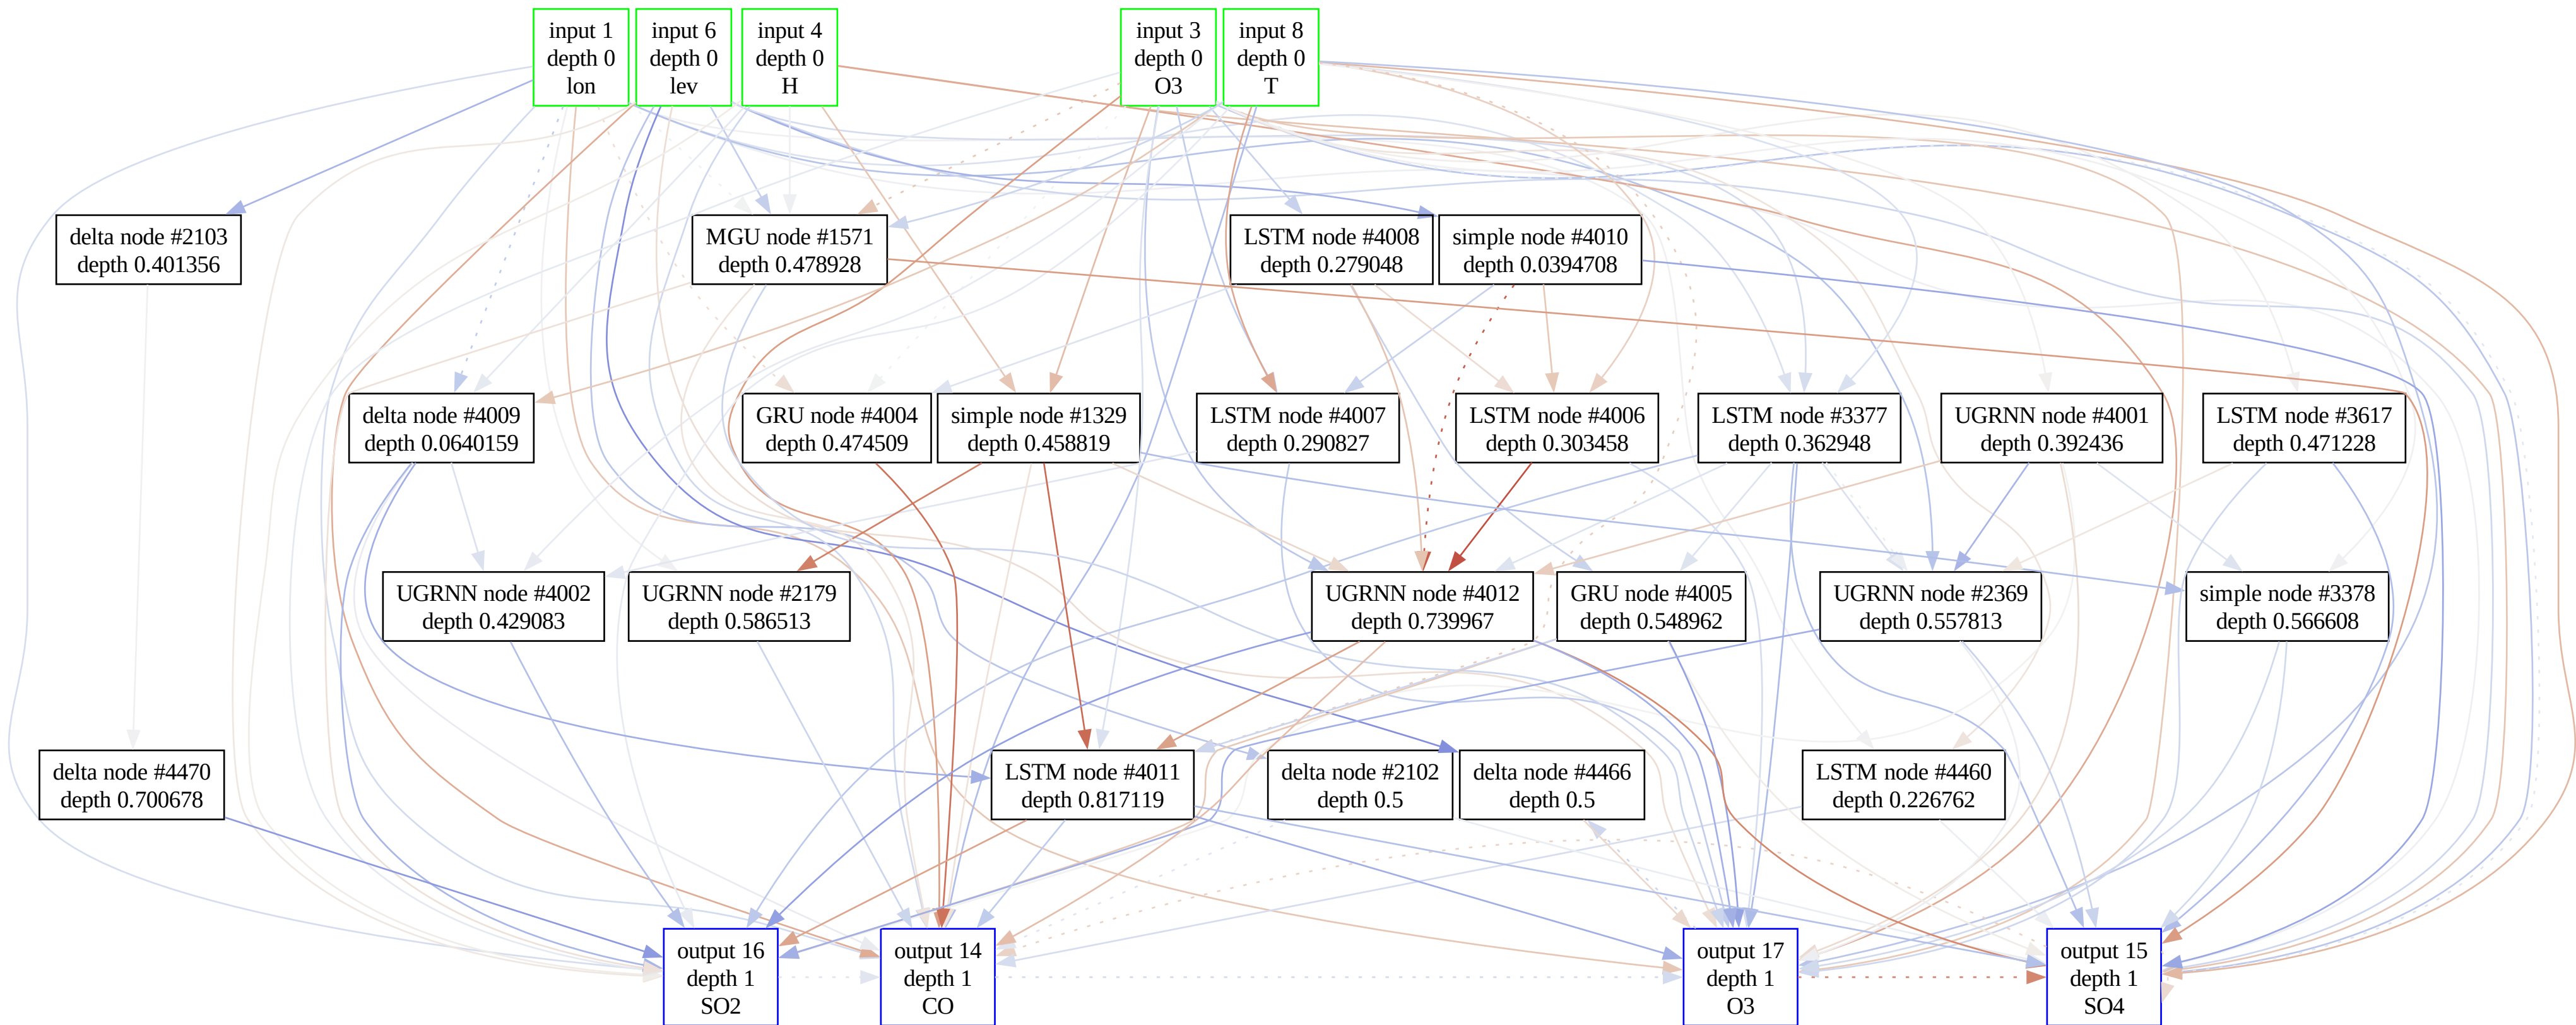 input 1
depth 0
lon
input 6
depth 0
lev
input 4
depth 0
H
input 3
depth 0
O3
input 8
depth 0
T
delta node #2103
depth 0.401356
MGU node #1571
depth 0.478928
LSTM node #4008
depth 0.279048
simple node #4010
depth 0.0394708
delta node #4009
depth 0.0640159
GRU node #4004
depth 0.474509
simple node #1329
depth 0.458819
LSTM node #4007
depth 0.290827
LSTM node #4006
depth 0.303458
LSTM node #3377
depth 0.362948
UGRNN node #4001
depth 0.392436
LSTM node #3617
depth 0.471228
UGRNN node #4002
depth 0.429083
UGRNN node #2179
depth 0.586513
UGRNN node #4012
depth 0.739967
GRU node #4005
depth 0.548962
UGRNN node #2369
depth 0.557813
simple node #3378
depth 0.566608
delta node #4470
depth 0.700678
LSTM node #4011
depth 0.817119
delta node #2102
depth 0.5
delta node #4466
depth 0.5
LSTM node #4460
depth 0.226762
output 16
depth 1
SO2
output 14
depth 1
CO
output 17
depth 1
O3
output 15
depth 1
SO4